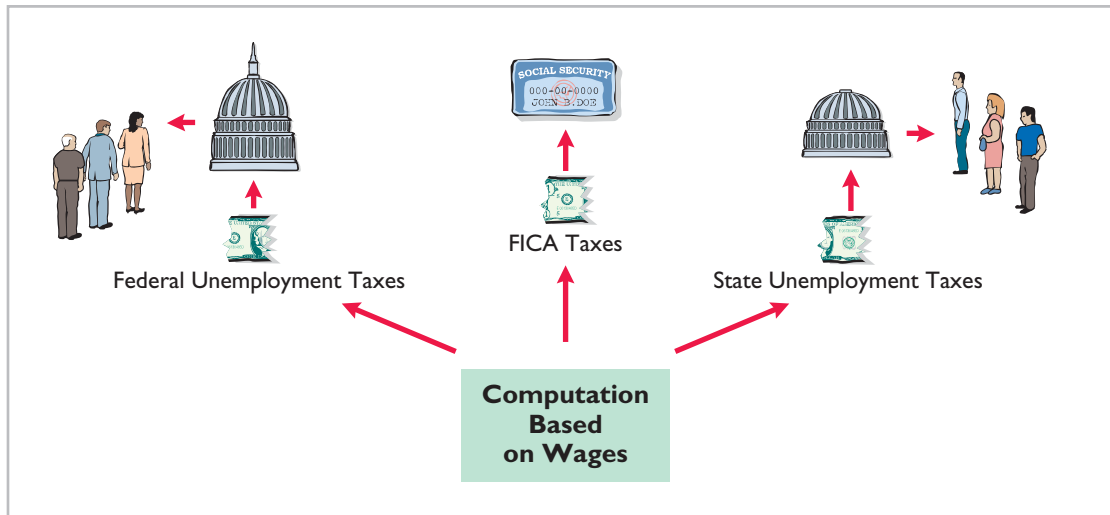 SOCIAL SECURITY
000-00-0000
JOHN B. DOE
FICA Taxes
Federal Unemployment Taxes
State Unemployment Taxes
Computation
Based
on Wages